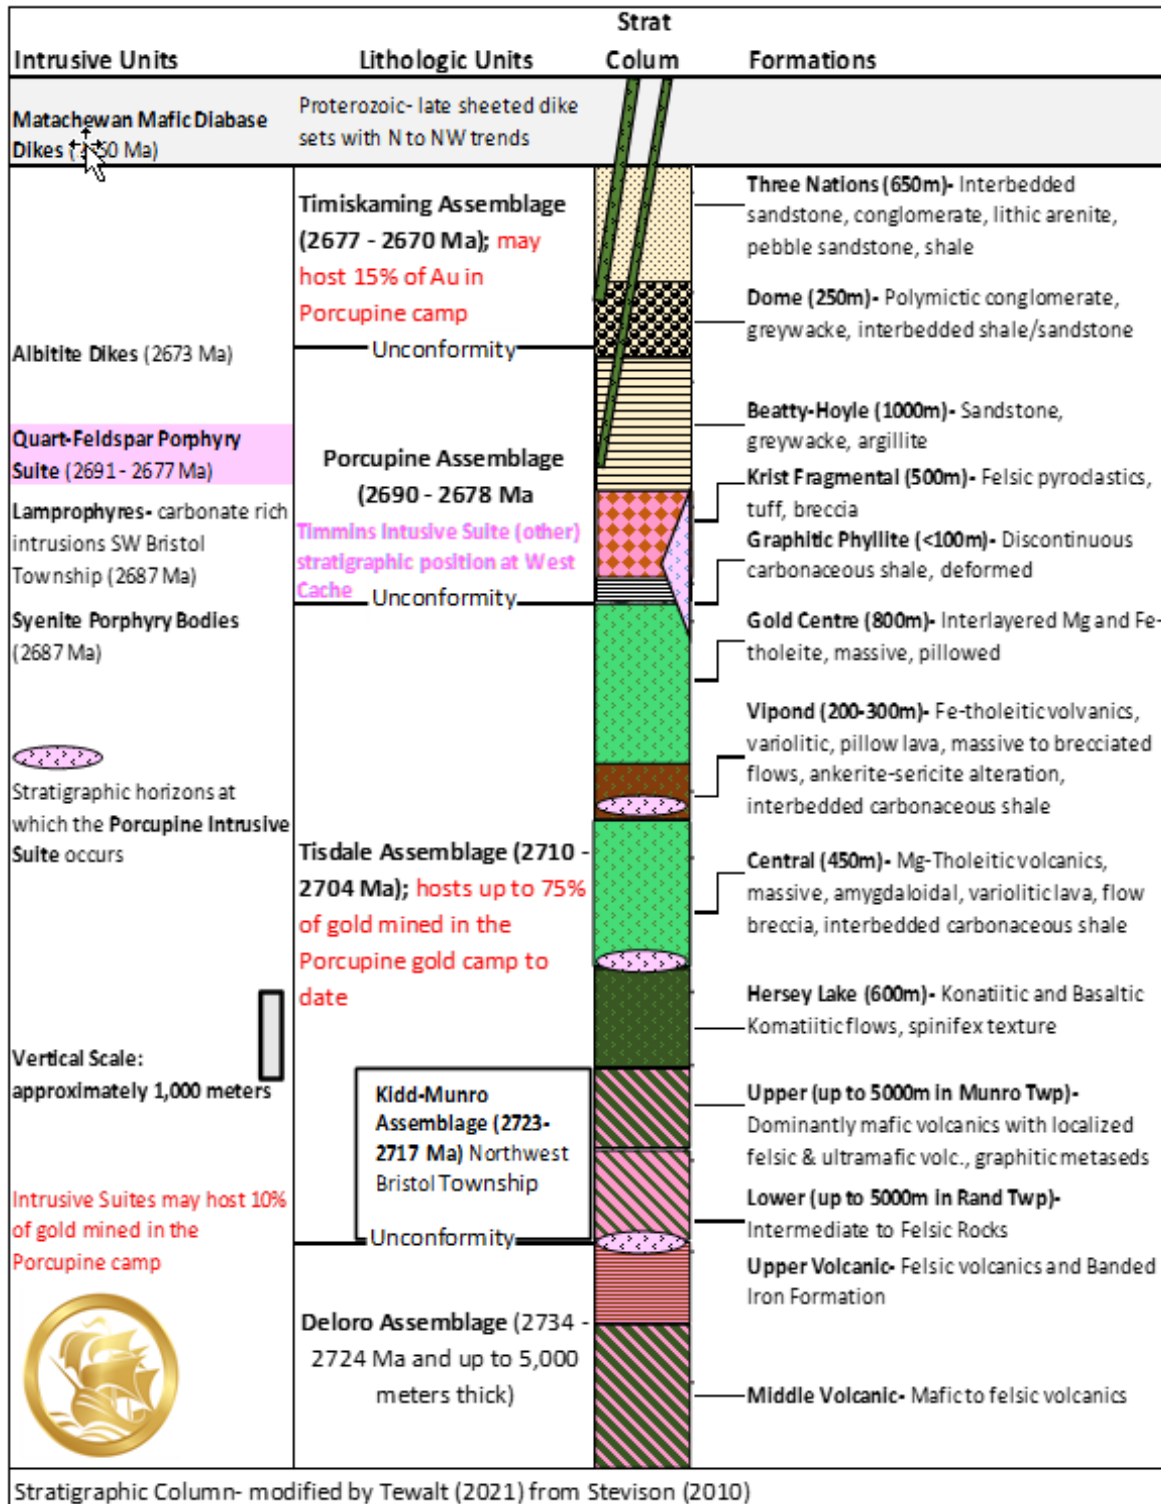 Strat
Intrusive Units Lithologic Units Colum Formations
Matachewan Mafic Diabase
Dikes ( 50 Ma)
Proterozoic- late sheeted dike
sets with N to NW trends
Albitite Dikes (2673 Ma)
Quart-Feldspar Porphyry
Suite (2691 - 2677 Ma)
Lamprophyres- carbonate rich
intrusions SW Bristol
Township (2687 Ma)
Syenite Porphyry Bodies
(2687 Ma)
Stratigraphic horizons at
which the Porcupine Intrusive
Suite occurs
Vertical Scale:
approximately 1,000 meters
Intrusive Suites may host 10%
of gold mined in the
Porcupine camp
Timiskaming Assemblage
(2677 - 2670 Ma); may
host 15% of Au in
Porcupine camp
Unconformity
Porcupine Assemblage
(2690 - 2678 Ma
Timmins Intusive Suite (other)
stratigraphic position at West
Cache
Unconformity
Tisdale Assemblage (2710 -
2704 Ma); hosts up to 75%
of gold mined in the
Porcupine gold camp to
date
Kidd-Munro
Assemblage (2723-
2717 Ma) Northwest
Bristol Township
Unconformity
Deloro Assemblage (2734 -
2724 Ma and up to 5,000
meters thick)
Three Nations (650m)- Interbedded
sandstone, conglomerate, lithic arenite,
pebble sandstone, shale
Dome (250m)- Polymictic conglomerate,
greywacke, interbedded shale/sandstone
Beatty-Hoyle (1000m)- Sandstone,
greywacke, argillite
Krist Fragmental (500m)- Felsic pyroclastics,
tuff, breccia
Graphitic Phyllite (<100m)- Discontinuous
carbonaceous shale, deformed
Gold Centre (800m)- Interlayered Mg and Fe-
tholeite, massive, pillowed
Vipond (200-300m)- Fe-tholeitic volvanics,
variolitic, pillow lava, massive to brecciated
flows, ankerite-sericite alteration,
interbedded carbonaceous shale
Central (450m)- Mg-Tholeitic volcanics,
massive, amygdaloidal, variolitic lava, flow
breccia, interbedded carbonaceous shale
Hersey Lake (600m)- Konatiitic and Basaltic
Komatiitic flows, spinifex texture
Upper (up to 5000m in Munro Twp)-
Dominantly mafic volcanics with localized
felsic & ultramafic volc., graphitic metaseds
Lower (up to 5000m in Rand Twp)-
Intermediate to Felsic Rocks
Upper Volcanic- Felsic volcanics and Banded
Iron Formation
Middle Volcanic- Mafic to felsic volcanics
Stratigraphic Column- modified by Tewalt (2021) from Stevison (2010)